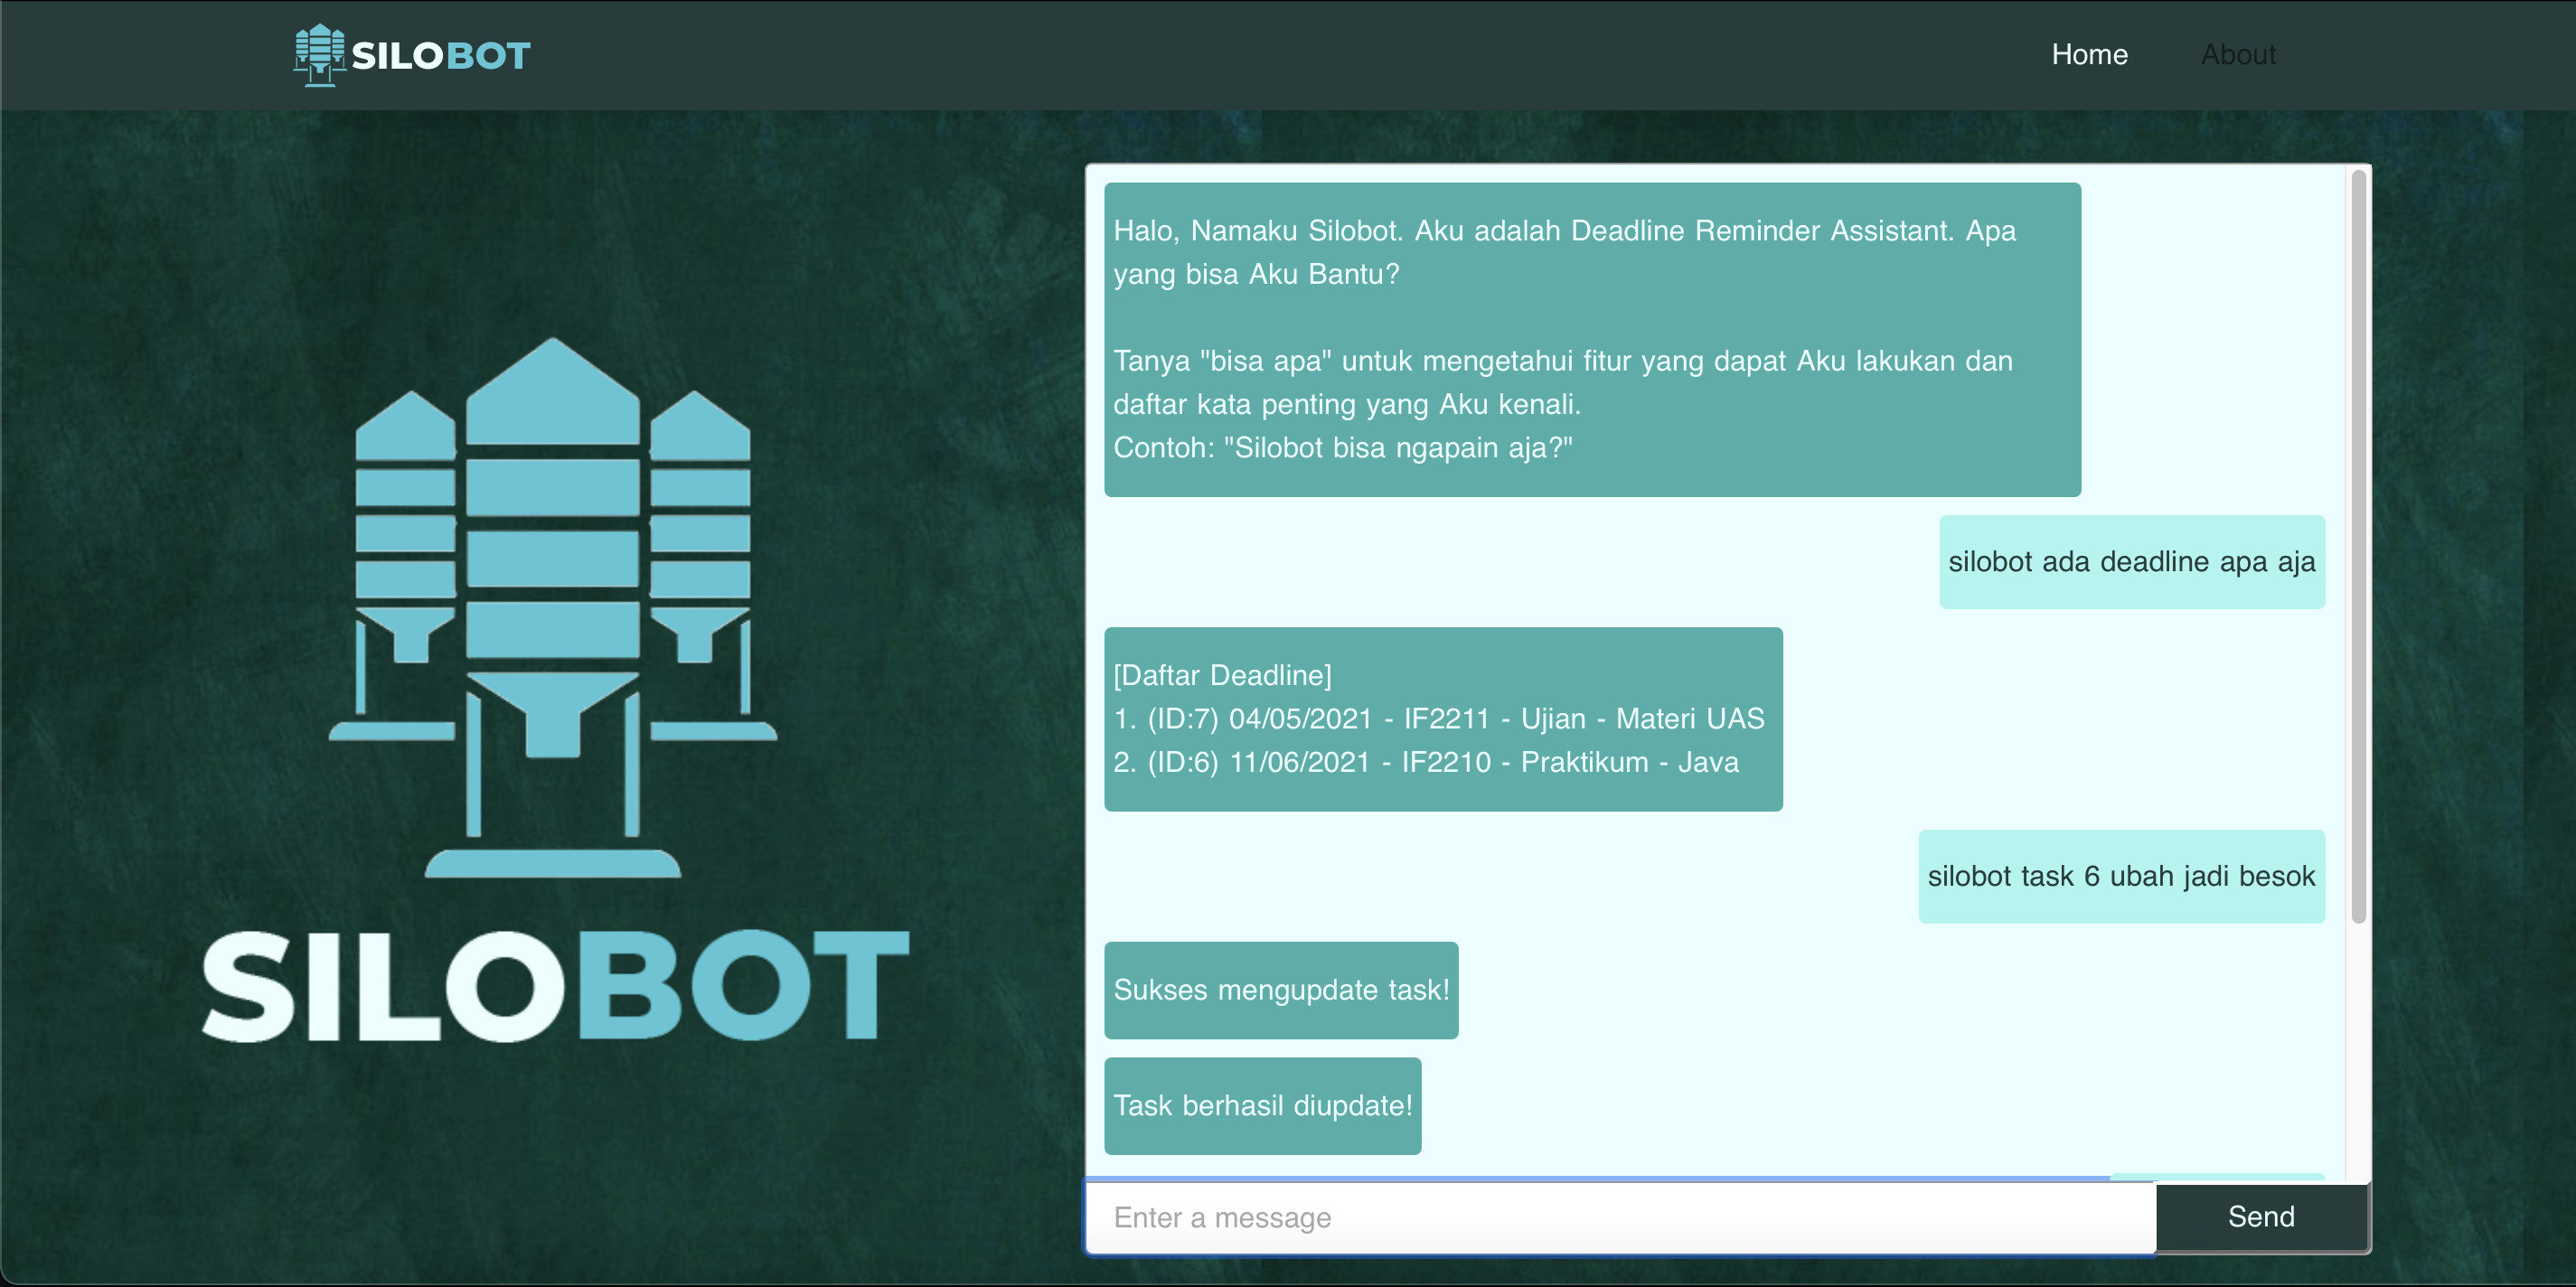 SILOBOT
Home
About
Halo, Namaku Silobot. Aku adalah Deadline Reminder Assistant. Apa
yang bisa Aku Bantu?
Tanya "bisa apa" untuk mengetahui fitur yang dapat Aku lakukan dan
daftar kata penting yang Aku kenali.
Contoh: "Silobot bisa ngapain aja?"
silobot ada deadline apa aja
[Daftar Deadline]
1. (ID:7) 04/05/2021 - IF2211 - Ujian - Materi UAS
2. (ID:6) 11/06/2021 - IF2210 - Praktikum - Java
silobot task 6 ubah jadi besok
Sukses mengupdate task!
Task berhasil diupdate!
Enter a message
Send
SILOBOT